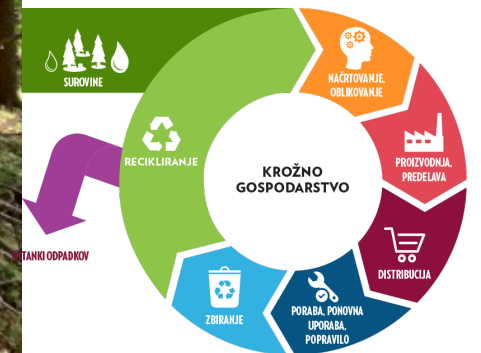 SUROVINE
NAČRTOVANJE,
OBLIKOVANJE
RECIKLIRANJE
PROIZVODNJA,
PREDELAVA
KROŽNO
GOSPODARSTVO
ODPADKOV
DISTRIBUCIJA
ZBIRANJE
PORABA, PONOVNA
UPORABA,
POPRAVILO